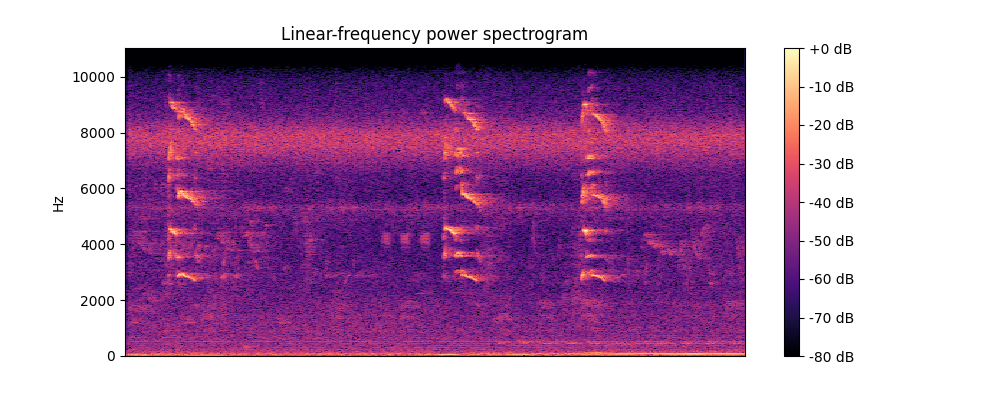 Linear-frequency power spectrogram
Hz
10000
8000
6000
4000
2000
0
+0 dB
-10 dB
-20 dB
-30 dB
-40 dB
-50 dB
-60 dB
-70 dB
-80 dB